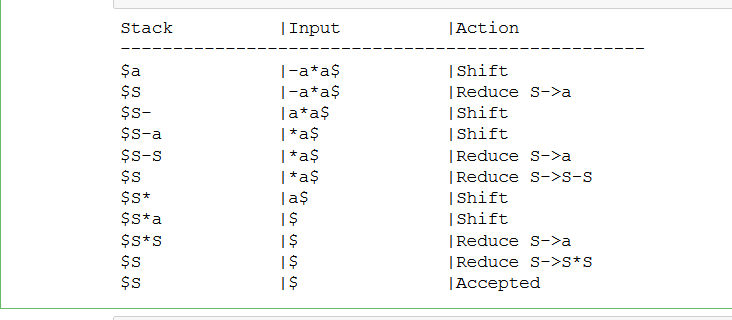 Stack |Input |Action
--------------------------------------------------
$a |-a*a$ |Shift
$S |-a*a$ |Reduce S->a
$S- |a*a$ |Shift
$S-a |*a$ |Shift
$S-S |*a$ |Reduce S->a
$S |*a$ |Reduce S->S-S
$S* |a$ |Shift
$S*a |$ |Shift
$S*S |$ |Reduce S->a
$S |$ |Reduce S->S*S
$S |$ |Accepted